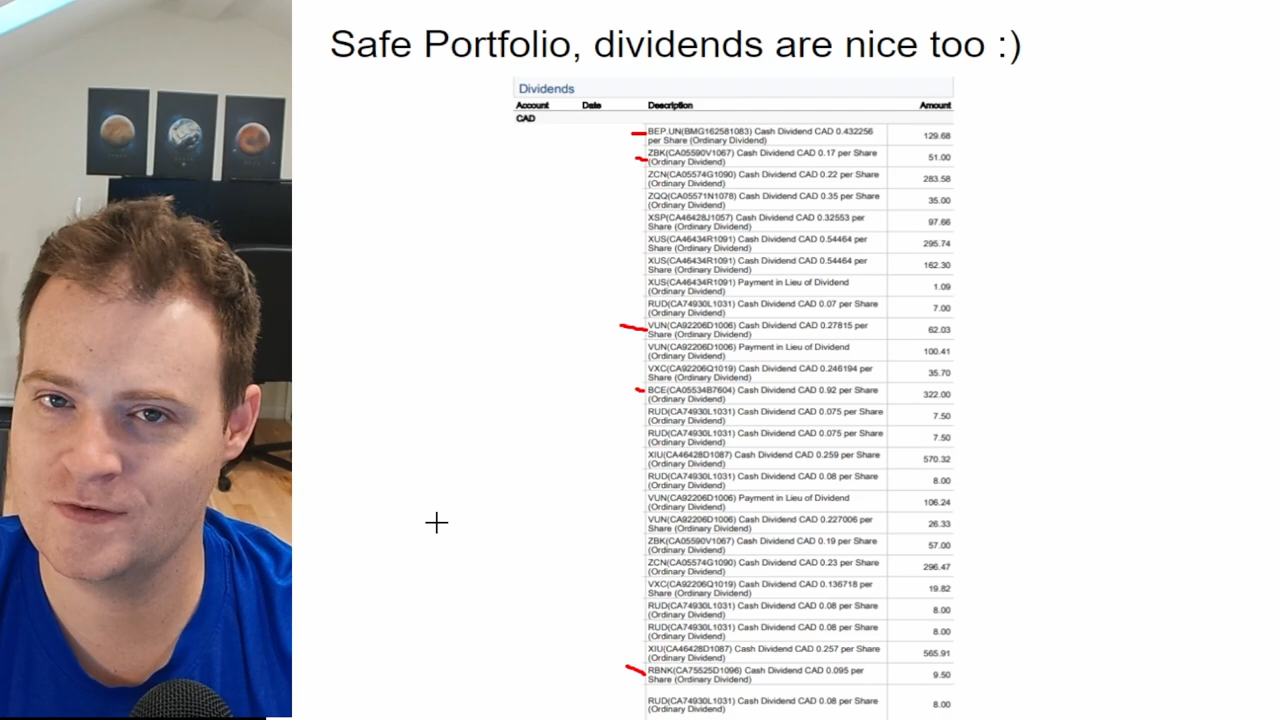 Safe Portfolio, dividends are nice too :)
Dividends
Account Date Description Amount
CAD
BEP.UN(BMG162581083) Cash Dividend CAD 0.432256
per Share (Ordinary Dividend) 129.68
ZBK(CA05590V1067) Cash Dividend CAD 0.17 per Share
(Ordinary Dividend) 51.00
ZCN(CA05574G1090) Cash Dividend CAD 0.22 per Share
(Ordinary Dividend) 283.58
ZQQ(CA05571N1078) Cash Dividend CAD 0.35 per Share
(Ordinary Dividend) 35.00
XSP(CA46428J1057) Cash Dividend CAD 0.32553 per
Share (Ordinary Dividend) 97.66
XUS(CA46434R1091) Cash Dividend CAD 0.54464 per
Share (Ordinary Dividend) 295.74
XUS(CA46434R1091) Cash Dividend CAD 0.54464 per
Share (Ordinary Dividend) 162.30
XUS(CA46434R1091) Payment in Lieu of Dividend
(Ordinary Dividend) 1.09
RUD(CA74930L1031) Cash Dividend CAD 0.07 per Share
(Ordinary Dividend) 7.00
VUN(CA92206D1006) Cash Dividend CAD 0.27815 per
Share (Ordinary Dividend) 62.03
VUN(CA92206D1006) Payment in Lieu of Dividend
(Ordinary Dividend) 100.41
VXC(CA92206Q1019) Cash Dividend CAD 0.246194 per
Share (Ordinary Dividend) 35.70
BCE(CA05534B7604) Cash Dividend CAD 0.92 per Share
(Ordinary Dividend) 322.00
RUD(CA74930L1031) Cash Dividend CAD 0.075 per Share
(Ordinary Dividend) 7.50
RUD(CA74930L1031) Cash Dividend CAD 0.075 per Share
(Ordinary Dividend) 7.50
XIU(CA46428D1087) Cash Dividend CAD 0.259 per Share
(Ordinary Dividend) 570.32
RUD(CA74930L1031) Cash Dividend CAD 0.08 per Share
(Ordinary Dividend) 8.00
VUN(CA92206D1006) Payment in Lieu of Dividend
(Ordinary Dividend) 106.24
VUN(CA92206D1006) Cash Dividend CAD 0.227006 per
Share (Ordinary Dividend) 26.33
ZBK(CA05590V1067) Cash Dividend CAD 0.19 per Share
(Ordinary Dividend) 57.00
ZCN(CA05574G1090) Cash Dividend CAD 0.23 per Share
(Ordinary Dividend) 296.47
VXC(CA92206Q1019) Cash Dividend CAD 0.136718 per
Share (Ordinary Dividend) 19.82
RUD(CA74930L1031) Cash Dividend CAD 0.08 per Share
(Ordinary Dividend) 8.00
RUD(CA74930L1031) Cash Dividend CAD 0.08 per Share
(Ordinary Dividend) 8.00
XIU(CA46428D1087) Cash Dividend CAD 0.257 per Share
(Ordinary Dividend) 565.91
RBNK(CA75525D1096) Cash Dividend CAD 0.095 per
Share (Ordinary Dividend) 9.50
RUD(CA74930L1031) Cash Dividend CAD 0.08 per Share
(Ordinary Dividend) 8.00